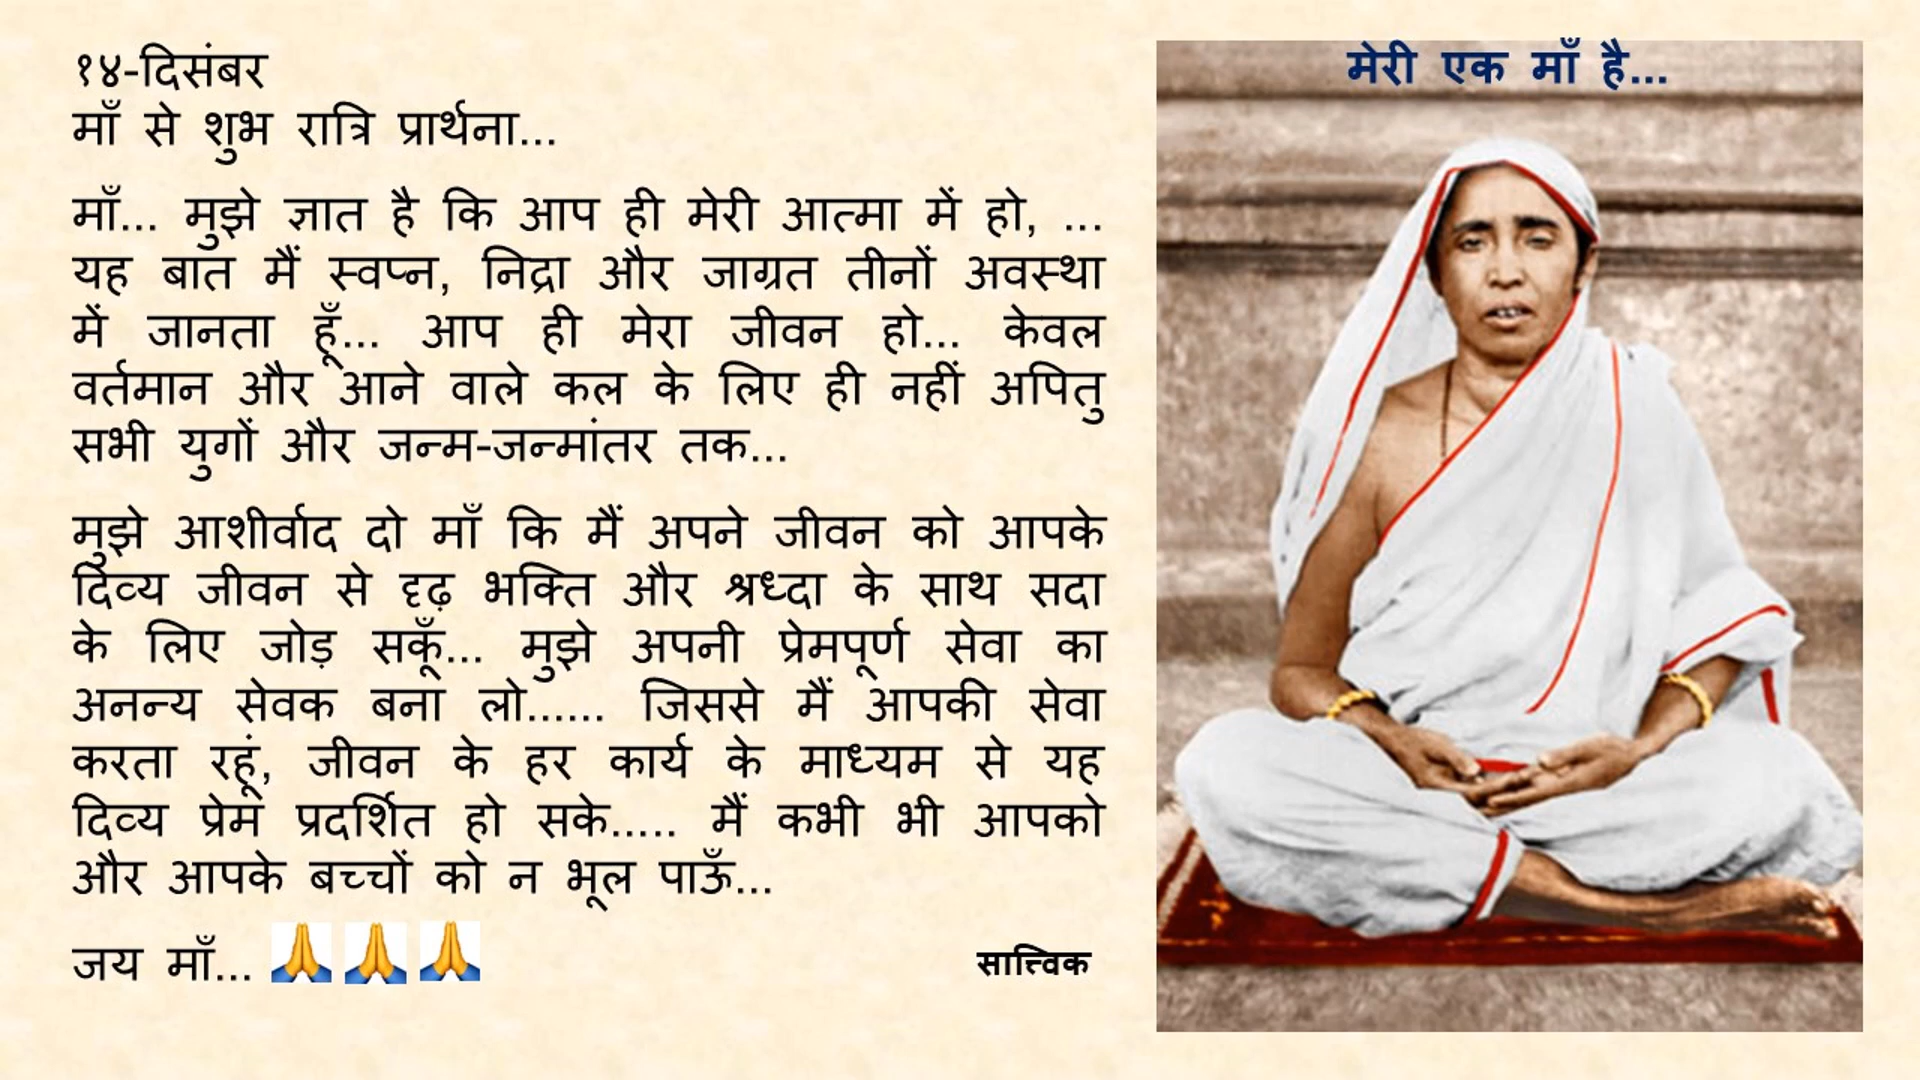 १४-दिसंबर
माँ से शुभ रात्रि प्रार्थना...
माँ... मुझे ज्ञात है कि आप ही मेरी आत्मा में हो, ...
यह बात मैं स्वप्न, निद्रा और जाग्रत तीनों अवस्था
में जानता हूँ... आप ही मेरा जीवन हो... केवल
वर्तमान और आने वाले कल के लिए ही नहीं अपितु
सभी युगों और जन्म-जन्मांतर तक...
मुझे आशीर्वाद दो माँ कि मैं अपने जीवन को आपके
दिव्य जीवन से दृढ़ भक्ति और श्रध्दा के साथ सदा
के लिए जोड़ सकूँ... मुझे अपनी प्रेमपूर्ण सेवा का
अनन्य सेवक बना लो...... जिससे मैं आपकी सेवा
करता रहूं, जीवन के हर कार्य के माध्यम से यह
दिव्य प्रेम प्रदर्शित हो सके..... मैं कभी भी आपको
और आपके बच्चों को न भूल पाऊँ...
जय माँ... 🙏 🙏 🙏
सात्त्विक
मेरी एक माँ है...